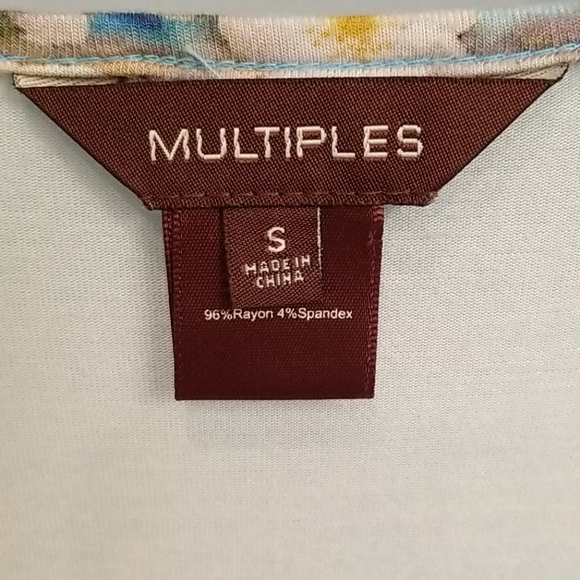 MULTIPLES
S
MADE IN
CHINA
96%Rayon 4%Spandex